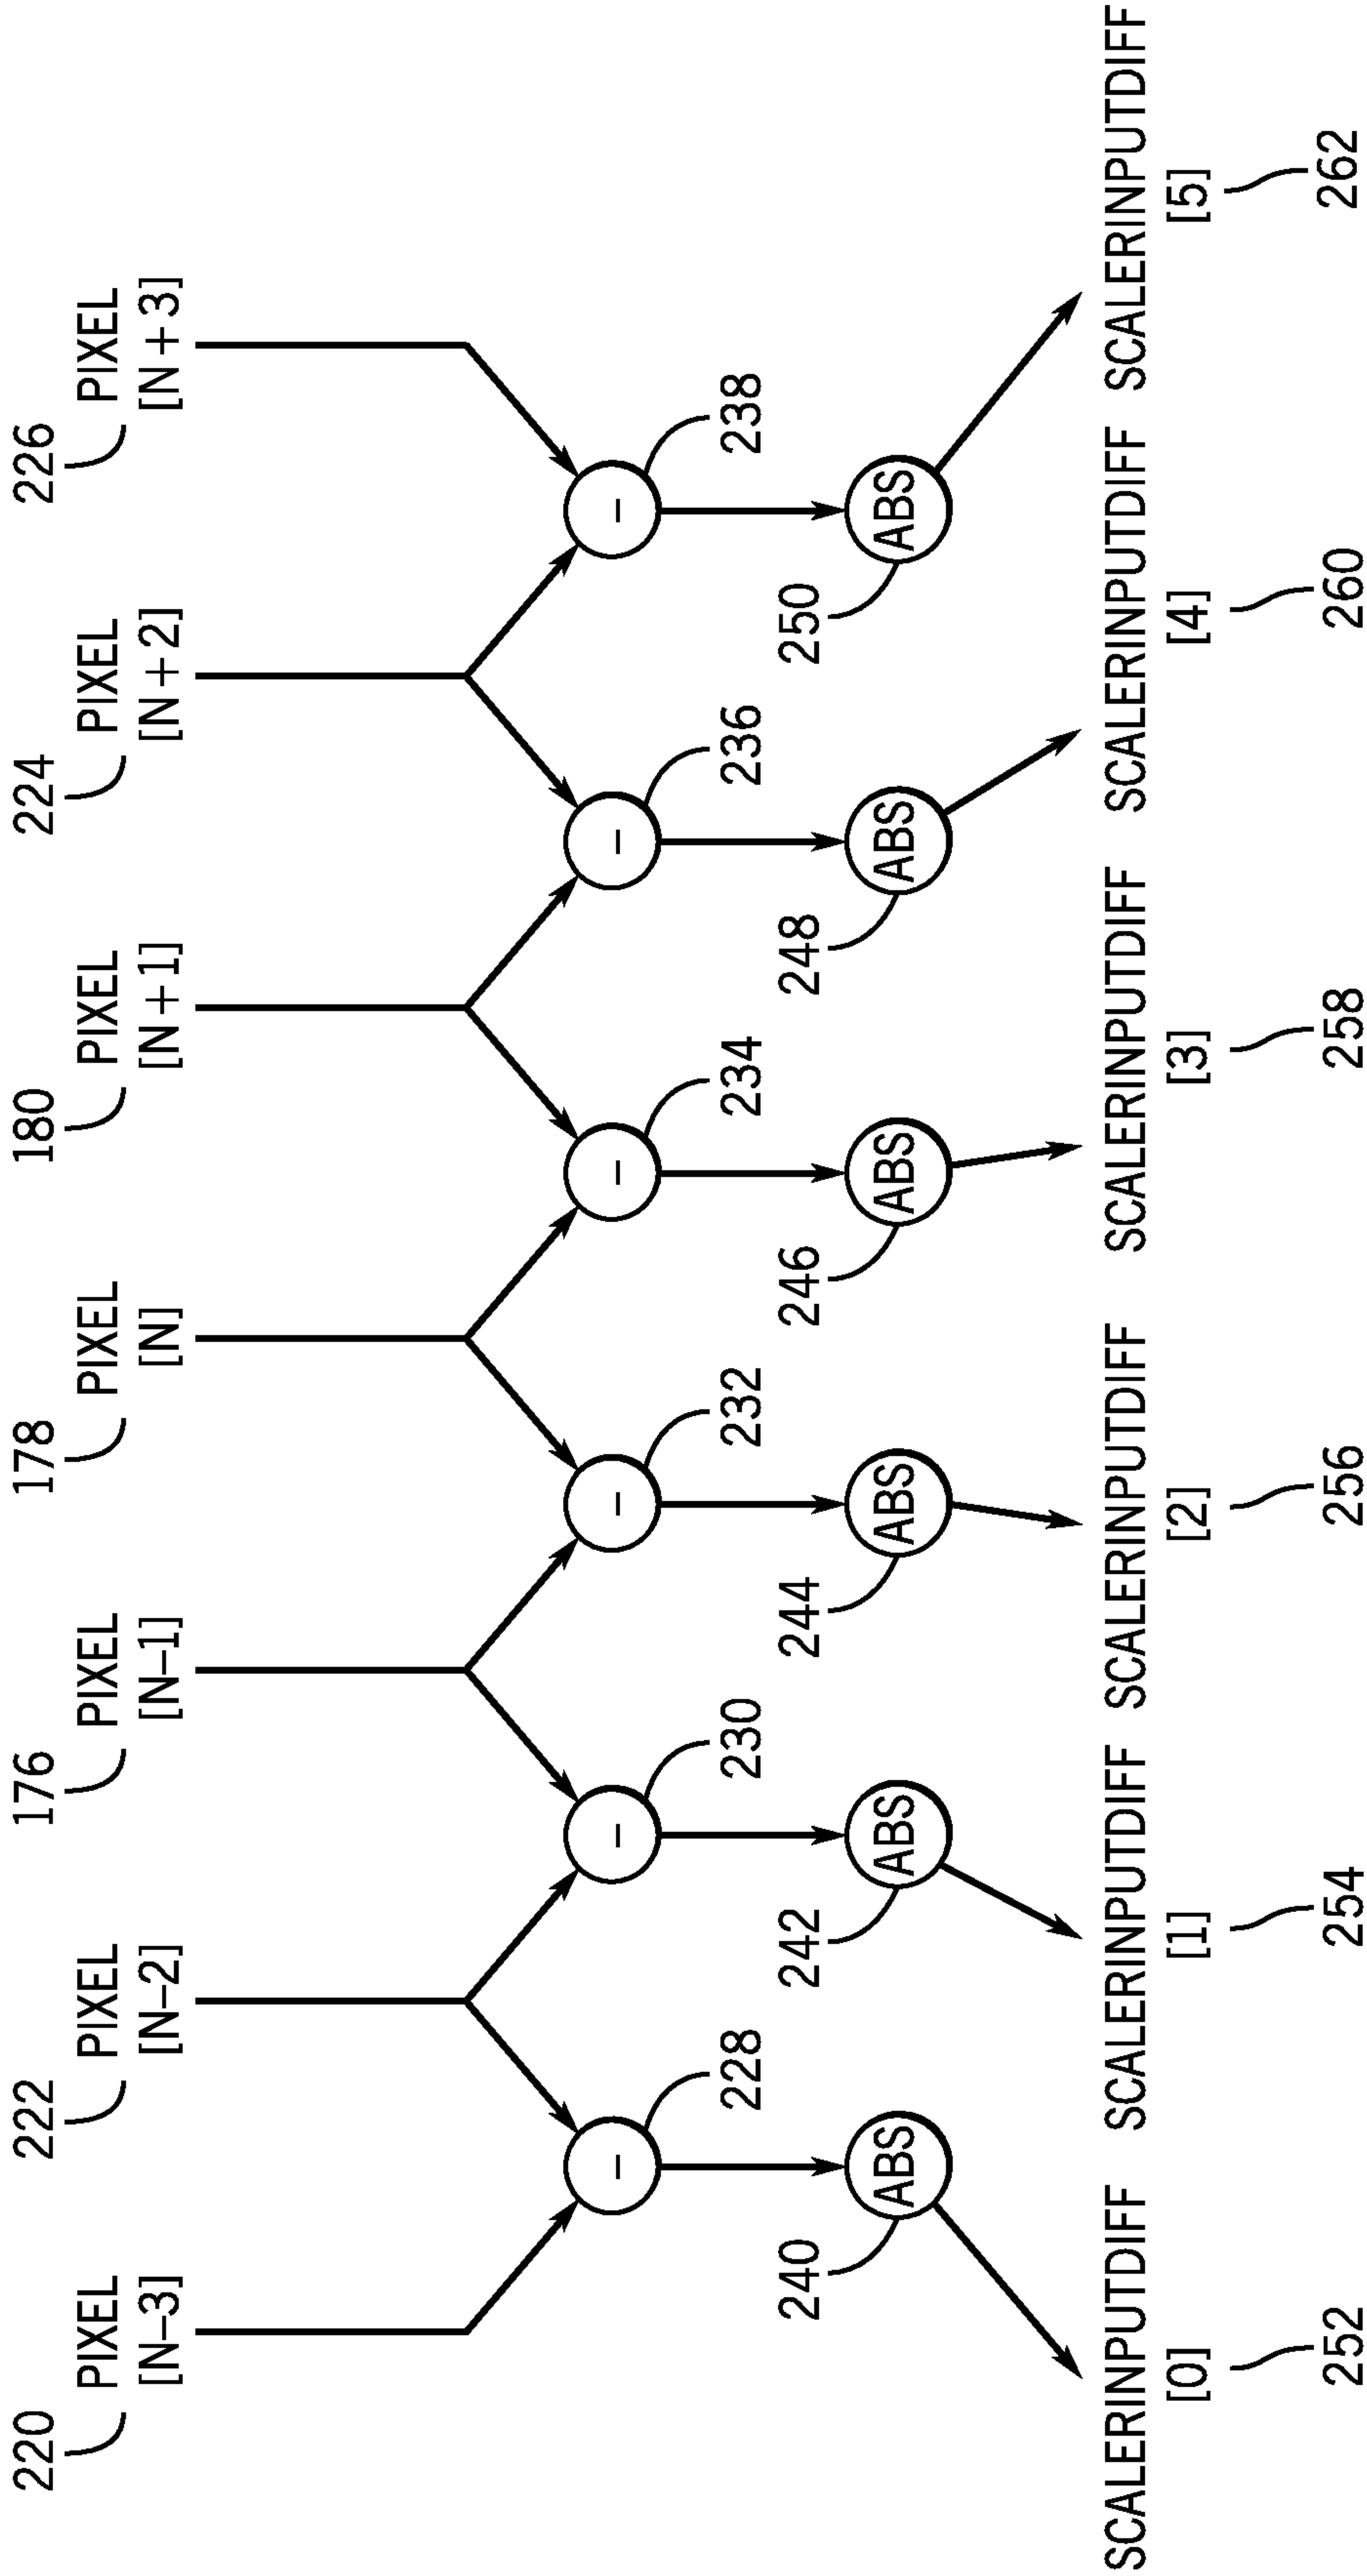 220 222 176 178 180 224 226
PIXEL PIXEL PIXEL PIXEL PIXEL PIXEL PIXEL
[N–3] [N–2] [N–1] [N] [N+1] [N+2] [N+3]
– – – – – –
228 230 232 234 236 238
240 242 244 246 248 250
ABS ABS ABS ABS ABS ABS
SCALERINPUTDIFF SCALERINPUTDIFF SCALERINPUTDIFF SCALERINPUTDIFF SCALERINPUTDIFF SCALERINPUTDIFF
[0] [1] [2] [3] [4] [5]
252 254 256 258 260 262